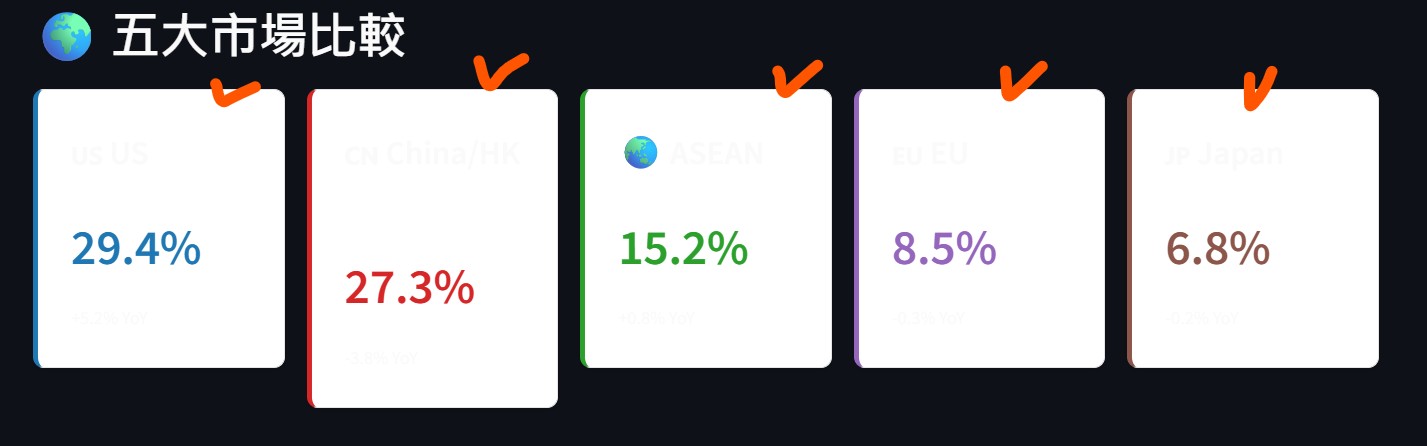 五大市場比較
US US
29.4%
+5.2% YoY
CN China/HK
27.3%
-3.8% YoY
ASEAN
15.2%
+0.8% YoY
EU EU
8.5%
-0.3% YoY
JP Japan
6.8%
-0.2% YoY